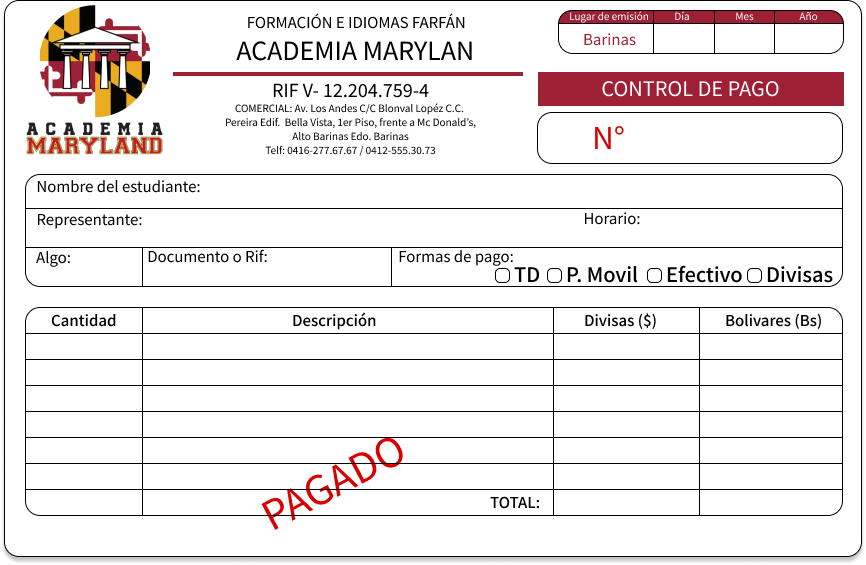 FORMACIÓN E IDIOMAS FARFÁN
ACADEMIA MARYLAN
RIF V- 12.204.759-4
COMERCIAL: Av. Los Andes C/C Blonval Lopéz C.C.
Pereira Edif. Bella Vista, 1er Piso, frente a Mc Donald's,
Alto Barinas Edo. Barinas
Telf: 0416-277.67.67 / 0412-555.30.73
ACADEMIA
MARYLAND
Lugar de emisión Día Mes Año
Barinas
CONTROL DE PAGO
N°
Nombre del estudiante:
Representante: Horario:
Algo: Documento o Rif: Formas de pago:
TD P. Movil Efectivo Divisas
Cantidad Descripción Divisas ($) Bolivares (Bs)
PAGADO
TOTAL: